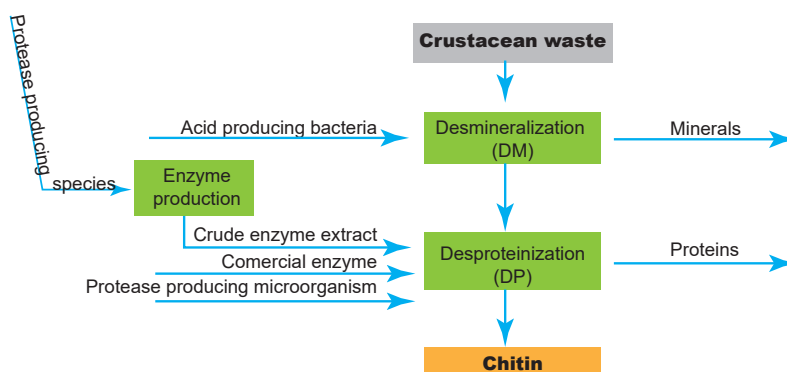 Crustacean waste
Protease producing
species
Acid producing bacteria
Desmineralization
(DM)
Minerals
Enzyme
production
Crude enzyme extract
Comercial enzyme
Protease producing microorganism
Desproteinization
(DP)
Proteins
Chitin